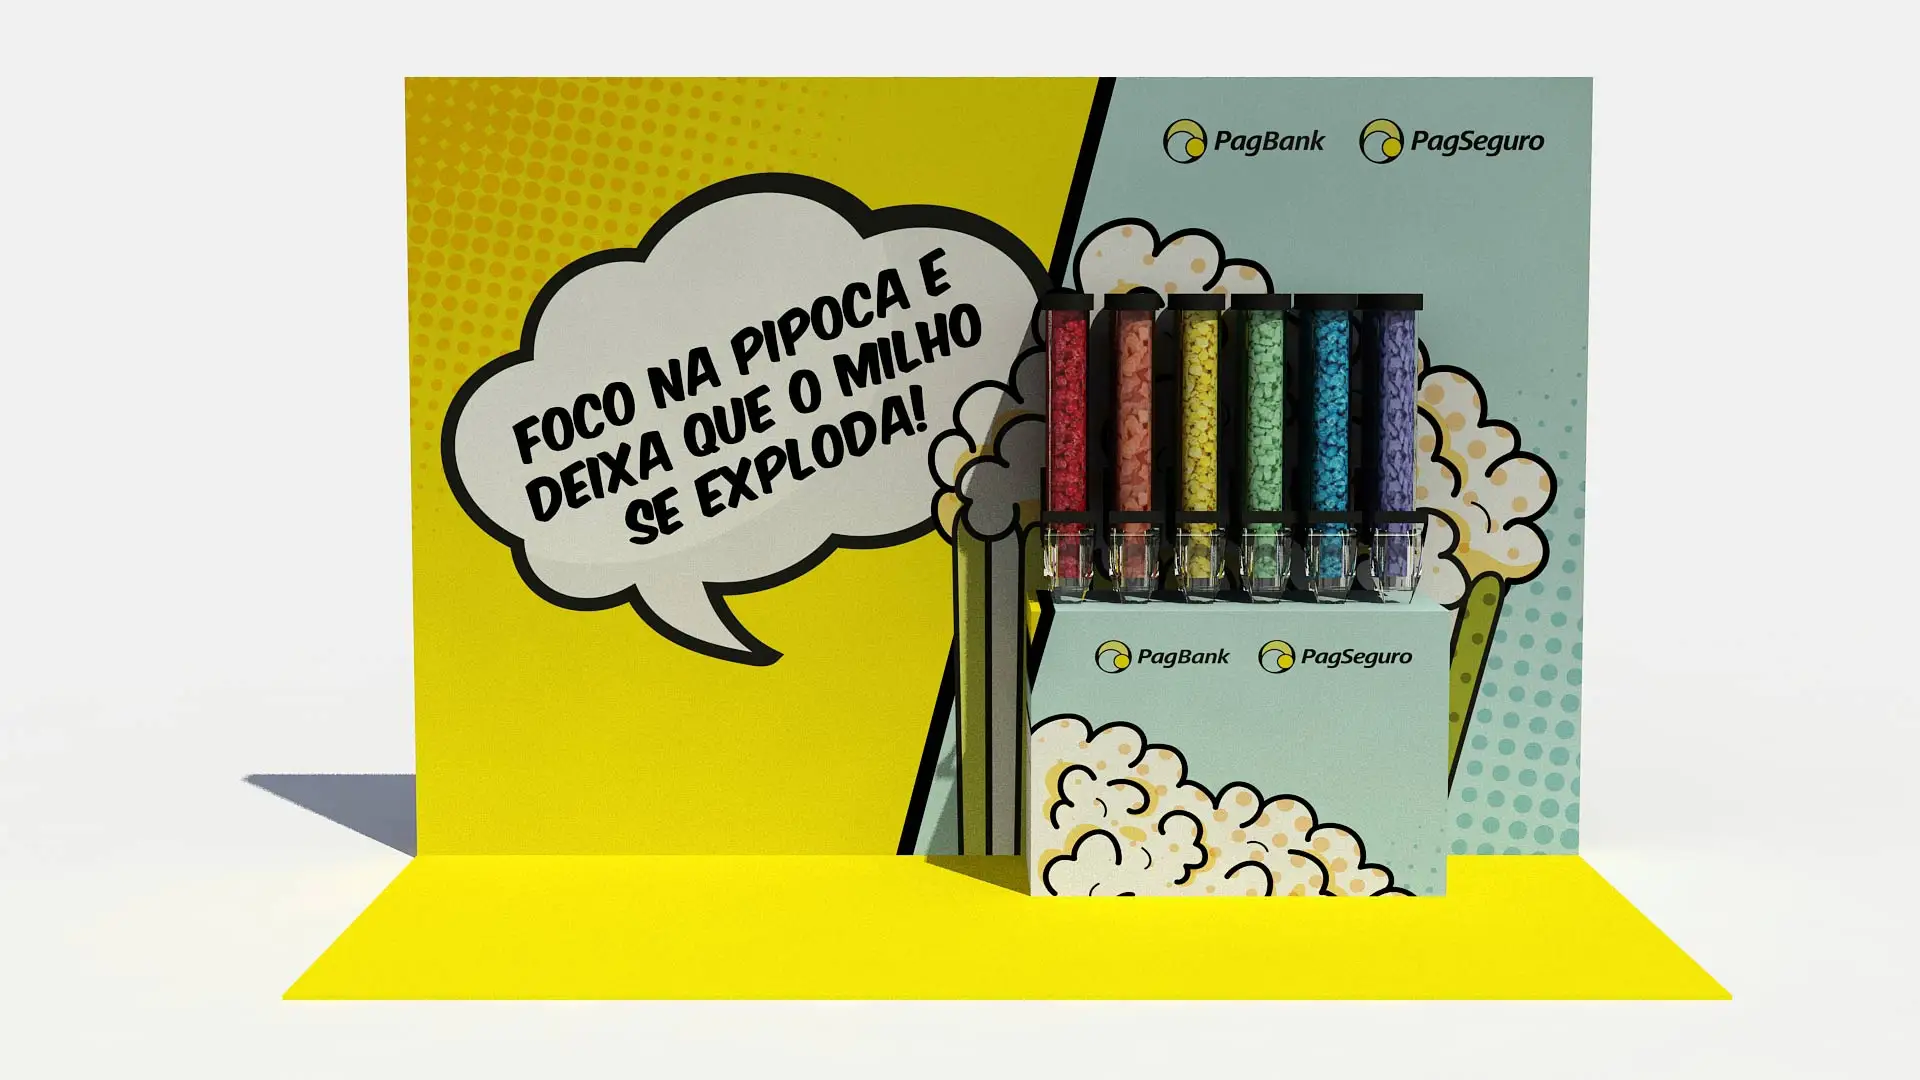 PagBank PagSeguro
FOCO NA PIPOCA E
DEIXA QUE O MILHO
SE EXPLODA!
PagBank PagSeguro